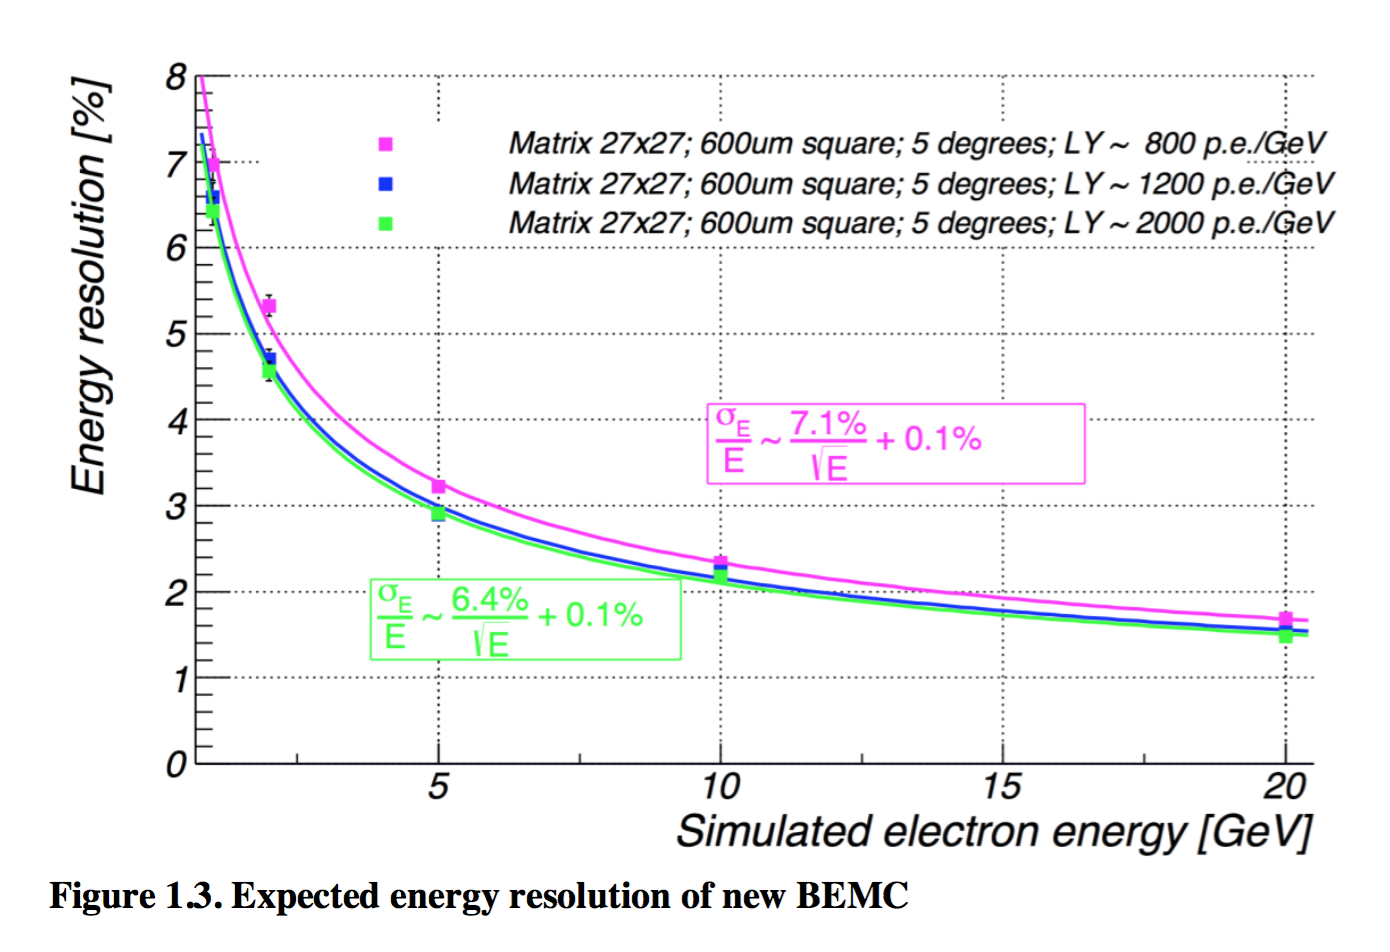 Energy resolution [%]
8
7
6
5
4
3
2
1
0
Matrix 27x27; 600um square; 5 degrees; LY ~ 800 p.e./GeV
Matrix 27x27; 600um square; 5 degrees; LY ~ 1200 p.e./GeV
Matrix 27x27; 600um square; 5 degrees; LY ~ 2000 p.e./GeV
σE/E ~ 7.1%/√E + 0.1%
σE/E ~ 6.4%/√E + 0.1%
5 10 15 20
Simulated electron energy [GeV]
Figure 1.3. Expected energy resolution of new BEMC